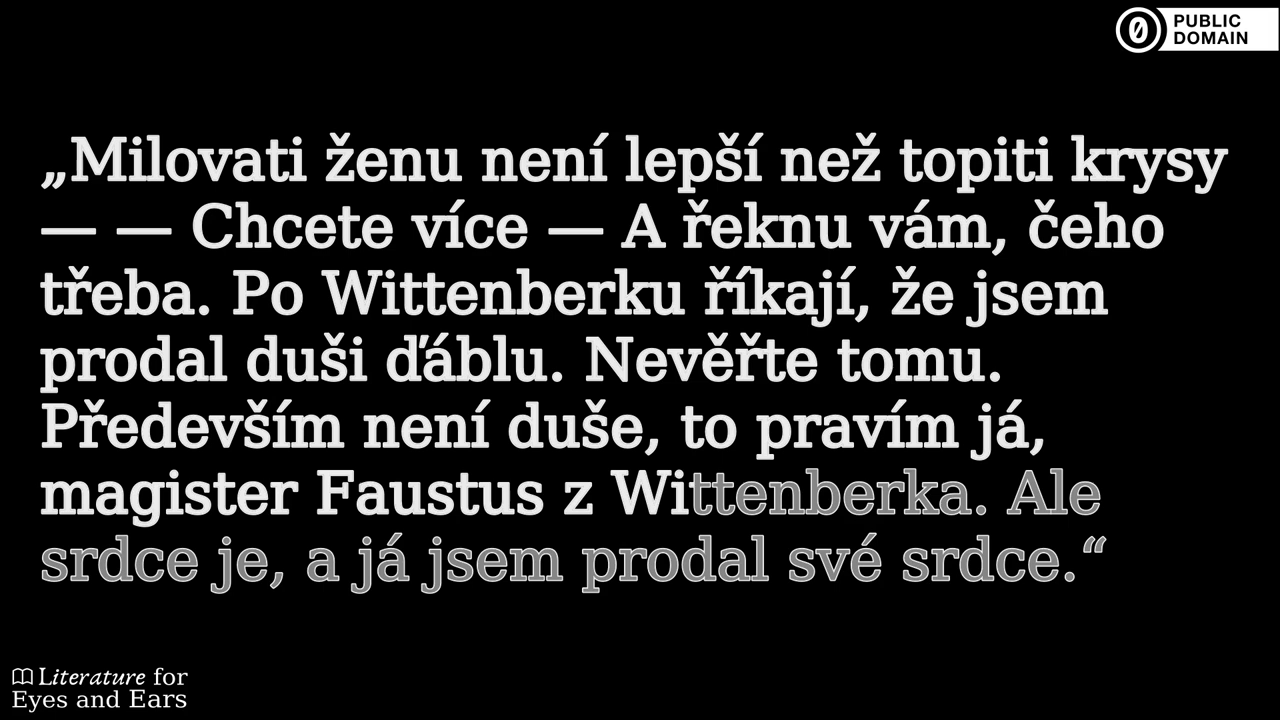 PUBLIC
DOMAIN
„Milovati ženu není lepší než topiti krysy
— — Chcete více — A řeknu vám, čeho
třeba. Po Wittenberku říkají, že jsem
prodal duši ďáblu. Nevěřte tomu.
Především není duše, to pravím já,
magister Faustus z Wittenberka. Ale
srdce je, a já jsem prodal své srdce.“
Literature for
Eyes and Ears